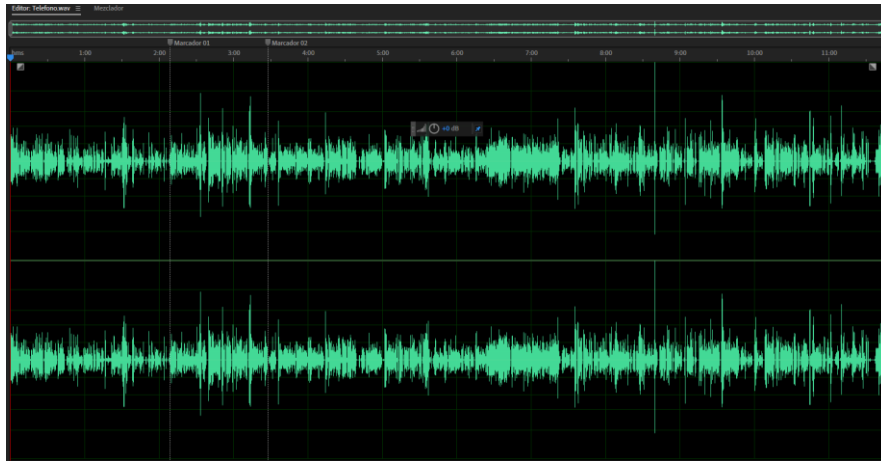 Editor: Telefono.wav ☰ Mezclador
Marcador 01 Marcador 02
hms 1:00 2:00 3:00 4:00 5:00 6:00 7:00 8:00 9:00 10:00 11:00
+0 dB